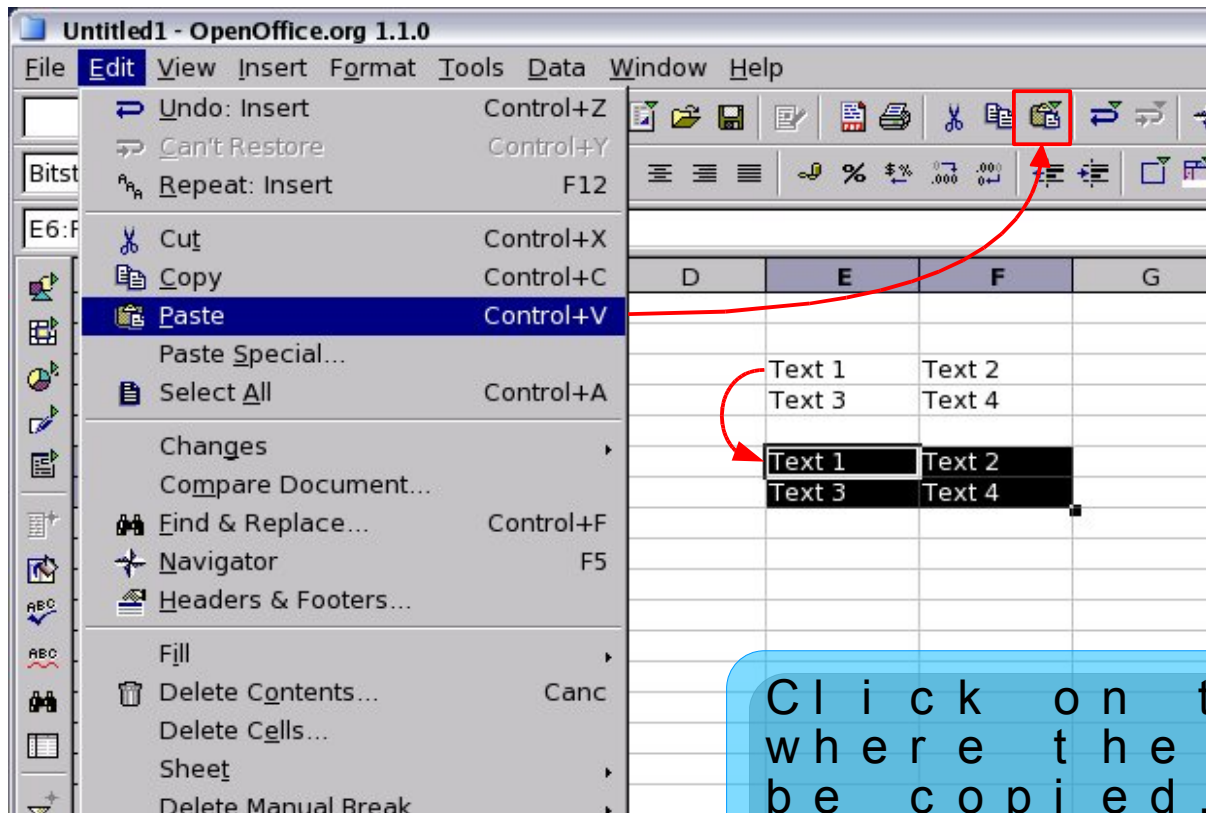 Untitled1 - OpenOffice.org 1.1.0
File Edit View Insert Format Tools Data Window Help
Undo: Insert Control+Z
Can't Restore Control+Y
Repeat: Insert F12
Cut Control+X
Copy Control+C
Paste Control+V
Paste Special...
Select All Control+A
Changes
Compare Document...
Find & Replace... Control+F
Navigator F5
Headers & Footers...
Fill
Delete Contents... Canc
Delete Cells...
Sheet
Delete Manual Break
Bitst
E6:F
D E F G
Text 1 Text 2
Text 3 Text 4
Text 1 Text 2
Text 3 Text 4
ABC
ABC
Click on t
where the
be copied.